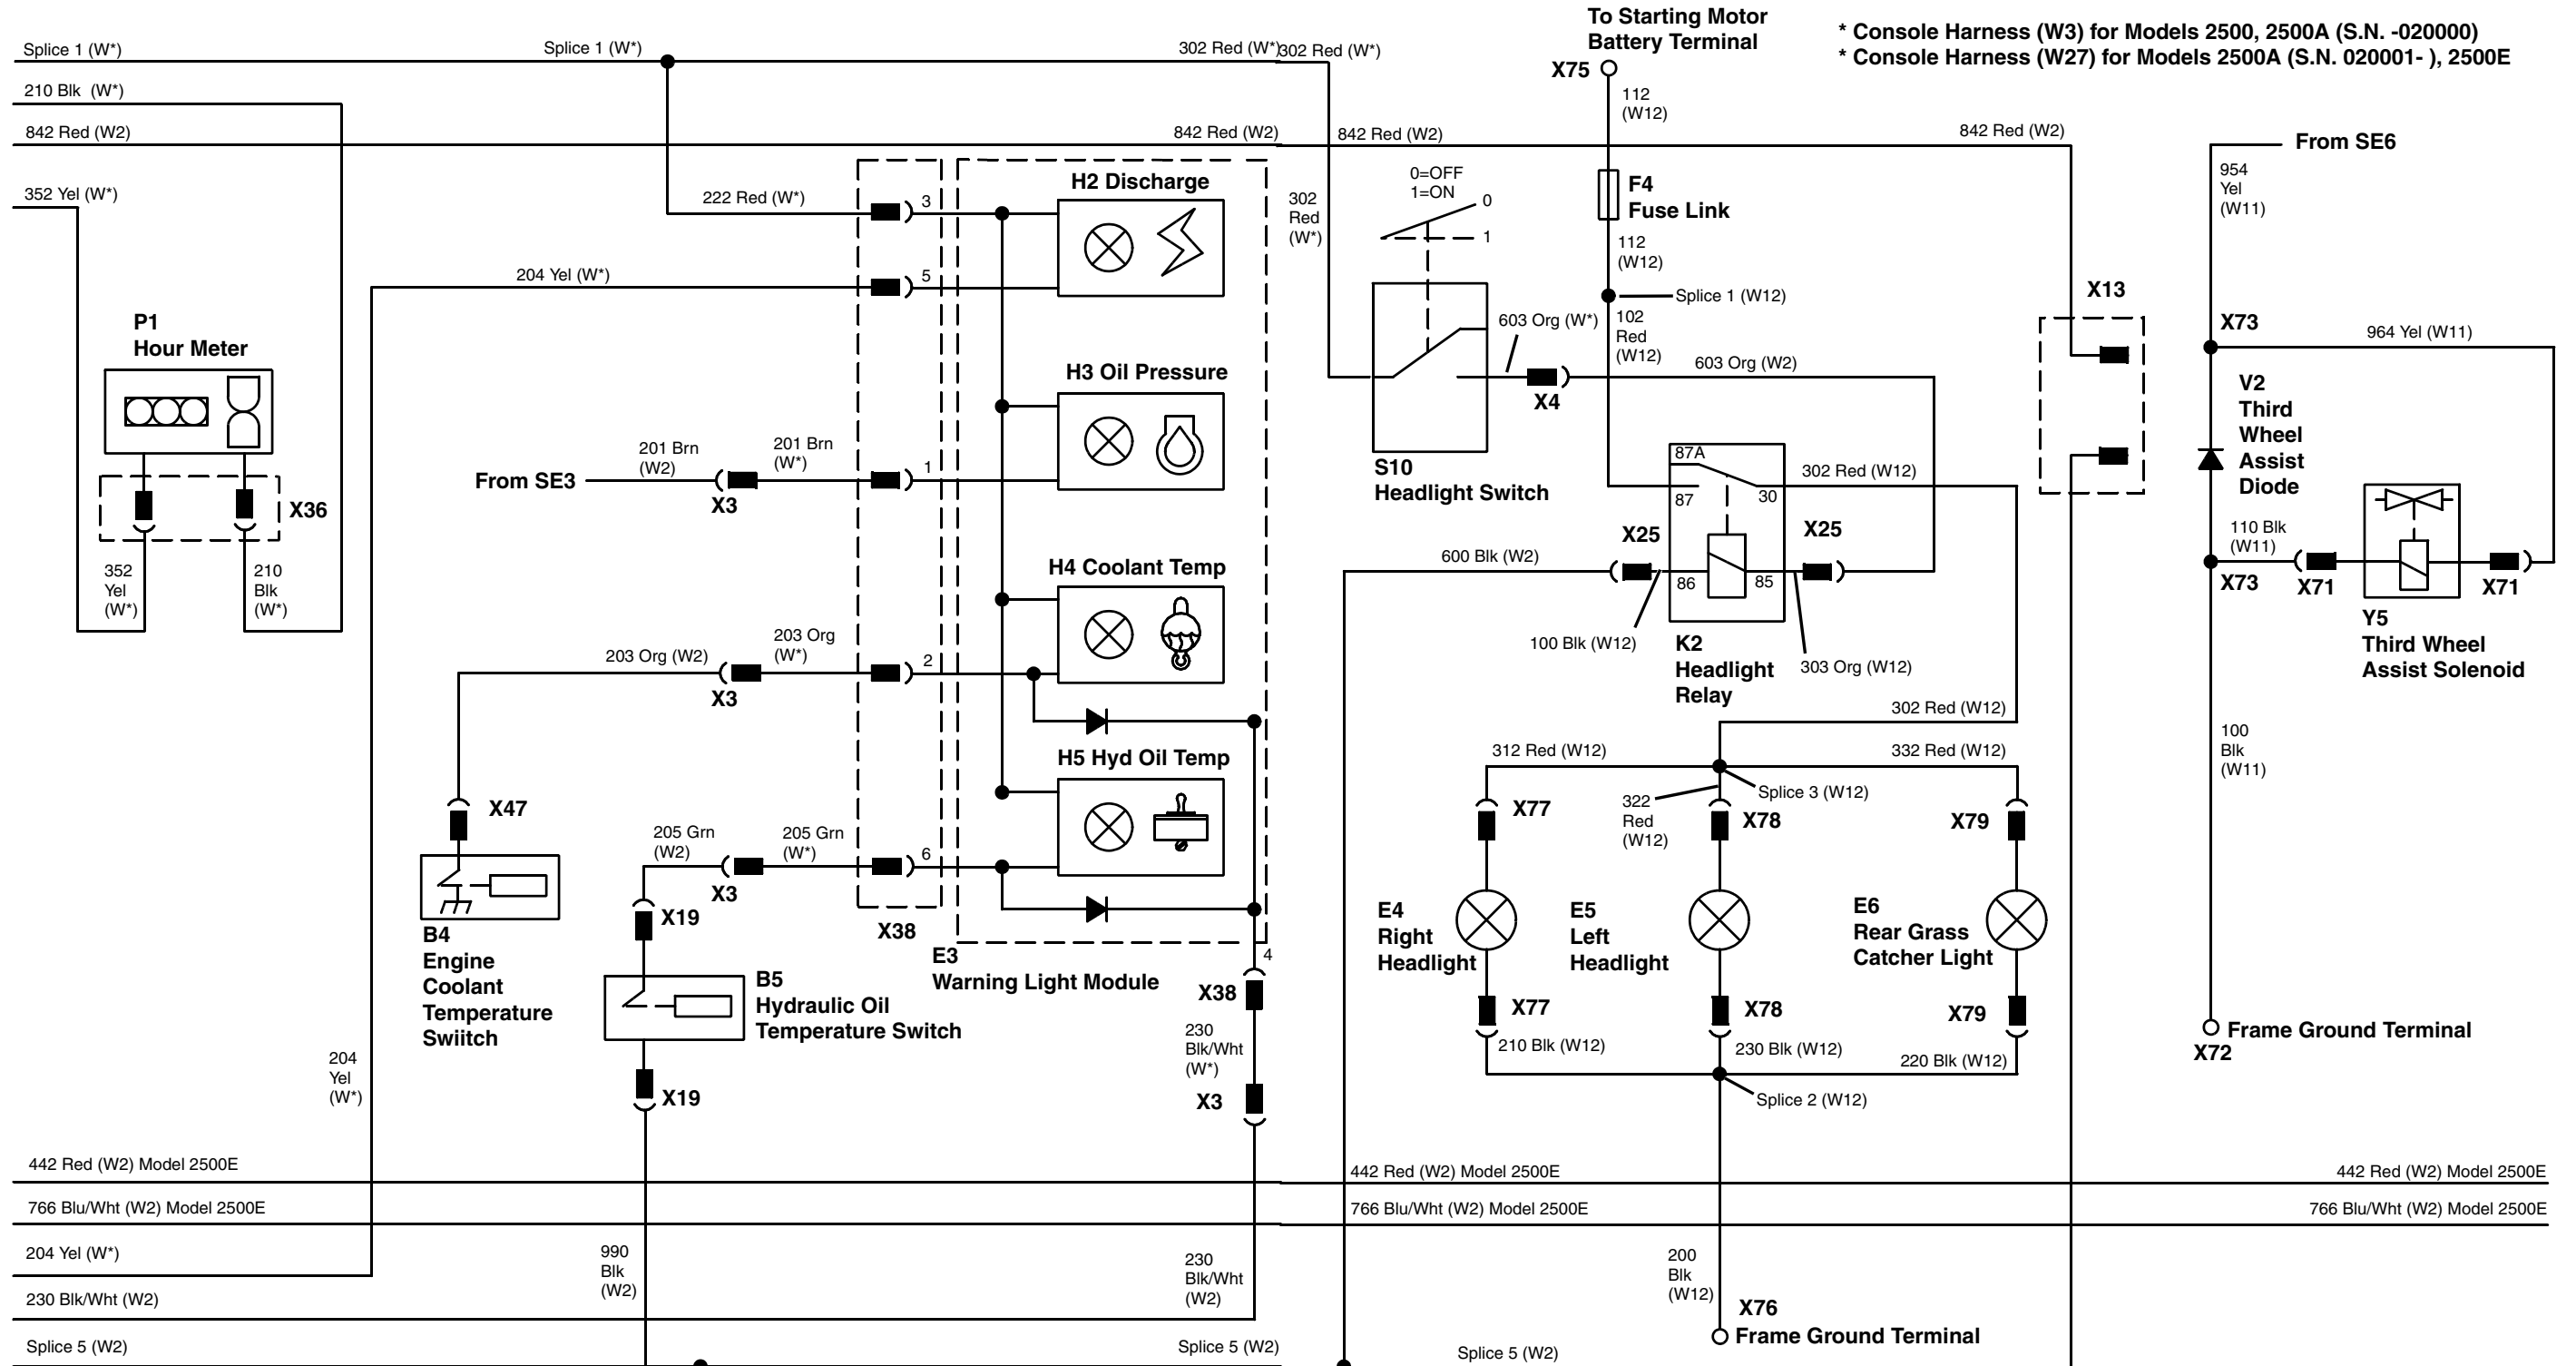 To Starting Motor
Battery Terminal
* Console Harness (W3) for Models 2500, 2500A (S.N. -020000)
* Console Harness (W27) for Models 2500A (S.N. 020001- ), 2500E
Splice 1 (W*)
Splice 1 (W*)
302 Red (W*)
302 Red (W*)
X75
210 Blk (W*)
112
(W12)
842 Red (W2)
842 Red (W2)
842 Red (W2)
842 Red (W2)
From SE6
352 Yel (W*)
222 Red (W*)
3
H2 Discharge
302
Red
(W*)
0=OFF
1=ON
0
1
F4
Fuse Link
112
(W12)
954
Yel
(W11)
204 Yel (W*)
5
Splice 1 (W12)
X13
P1
Hour Meter
603 Org (W*)
102
Red
(W12)
X73
964 Yel (W11)
H3 Oil Pressure
603 Org (W2)
X4
V2
Third
Wheel
Assist
Diode
From SE3
201 Brn
(W2)
201 Brn
(W*)
X3
1
S10
Headlight Switch
87A
87
30
302 Red (W12)
X36
352
Yel
(W*)
210
Blk
(W*)
H4 Coolant Temp
600 Blk (W2)
X25
X25
86
85
110 Blk
(W11)
X73
X71
X71
Y5
Third Wheel
Assist Solenoid
100 Blk (W12)
K2
Headlight
Relay
303 Org (W12)
203 Org (W2)
203 Org
(W*)
X3
2
302 Red (W12)
100
Blk
(W11)
H5 Hyd Oil Temp
312 Red (W12)
332 Red (W12)
Splice 3 (W12)
322
Red
(W12)
X47
X77
X78
X79
205 Grn
(W2)
205 Grn
(W*)
X3
6
X19
X38
B4
Engine
Coolant
Temperature
Swiitch
E3
Warning Light Module
4
E4
Right
Headlight
E5
Left
Headlight
E6
Rear Grass
Catcher Light
B5
Hydraulic Oil
Temperature Switch
X38
X77
X78
X79
230
Blk/Wht
(W*)
210 Blk (W12)
230 Blk (W12)
220 Blk (W12)
Frame Ground Terminal
X72
204
Yel
(W*)
X19
X3
Splice 2 (W12)
442 Red (W2) Model 2500E
442 Red (W2) Model 2500E
442 Red (W2) Model 2500E
766 Blu/Wht (W2) Model 2500E
766 Blu/Wht (W2) Model 2500E
766 Blu/Wht (W2) Model 2500E
204 Yel (W*)
990
Blk
(W2)
230
Blk/Wht
(W2)
200
Blk
(W12)
230 Blk/Wht (W2)
X76
Frame Ground Terminal
Splice 5 (W2)
Splice 5 (W2)
Splice 5 (W2)